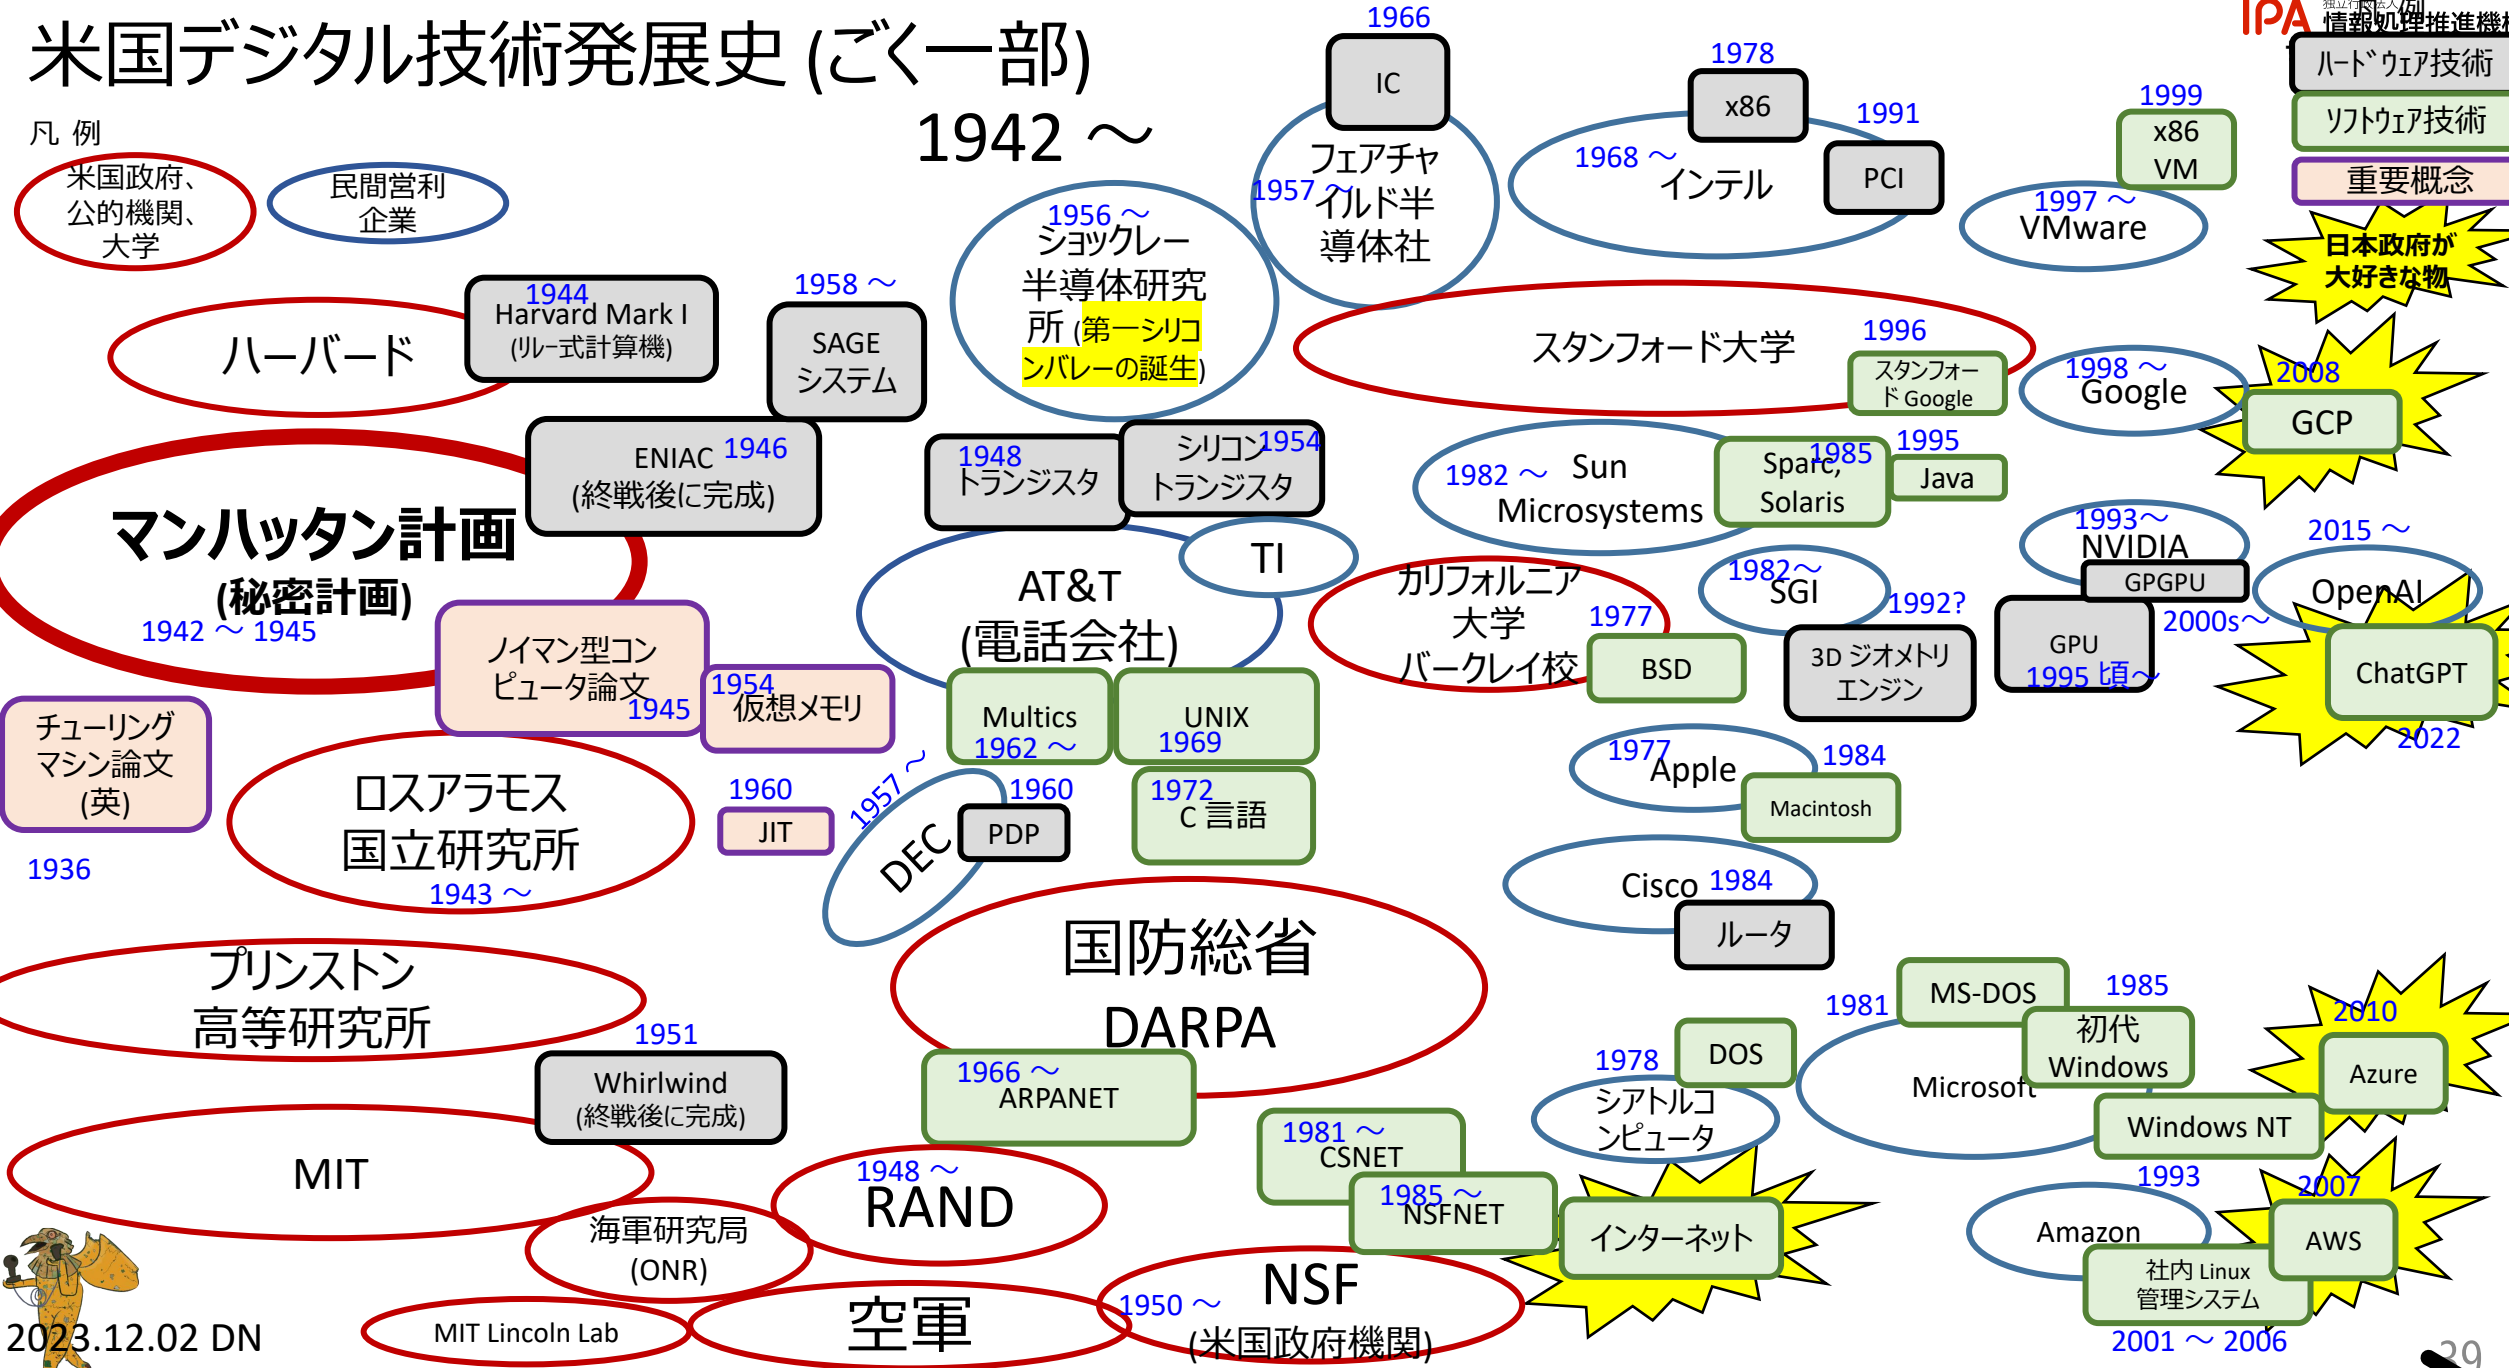 米国デジタル技術発展史 (ごく一部)
1942 ～
凡 例
米国政府、
公的機関、
大学
民間営利
企業
IPA
独立行政法人
情報処理推進機構
凡 例
ハードウェア技術
ソフトウェア技術
重要概念
日本政府が
大好きな物
1966
IC
1957 ～
フェアチャ
イルド半
導体社
1978
x86
1991
PCI
1968 ～
インテル
1999
x86
VM
1997 ～
VMware
1956 ～
ショックレー
半導体研究
所 (第一シリコ
ンバレーの誕生)
ハーバード
1944
Harvard Mark I
(リレー式計算機)
1958 ～
SAGE
システム
スタンフォード大学
1996
スタンフォー
ド Google
1998 ～
Google
2008
GCP
ENIAC 1946
(終戦後に完成)
マンハッタン計画
(秘密計画)
1942 ～ 1945
1948
トランジスタ
シリコン
トランジスタ
1954
1982 ～
Sun
Microsystems
Sparc,
Solaris
1985
1995
Java
AT&T
(電話会社)
TI
カリフォルニア
大学
バークレイ校
1977
BSD
1982～
SGI
1992?
3D ジオメトリ
エンジン
1993～
NVIDIA
GPGPU
2000s～
GPU
1995 頃～
2015 ～
OpenAI
ChatGPT
2022
ノイマン型コン
ピュータ論文
1945
1954
仮想メモリ
チューリング
マシン論文
(英)
1936
Multics
1962 ～
UNIX
1969
1972
C 言語
ロスアラモス
国立研究所
1943 ～
1960
JIT
1957 ～
DEC
1960
PDP
1977
Apple
1984
Macintosh
Cisco 1984
ルータ
国防総省
DARPA
1966 ～
ARPANET
プリンストン
高等研究所
1951
Whirlwind
(終戦後に完成)
MIT
1978
DOS
シアトルコ
ンピュータ
1981
MS-DOS
1985
初代
Windows
Microsoft
Windows NT
2010
Azure
1981 ～
CSNET
1985 ～
NSFNET
インターネット
1948 ～
RAND
海軍研究局
(ONR)
MIT Lincoln Lab
空軍
1950 ～
NSF
(米国政府機関)
1993
Amazon
社内 Linux
管理システム
2001 ～ 2006
2007
AWS
2023.12.02 DN
39